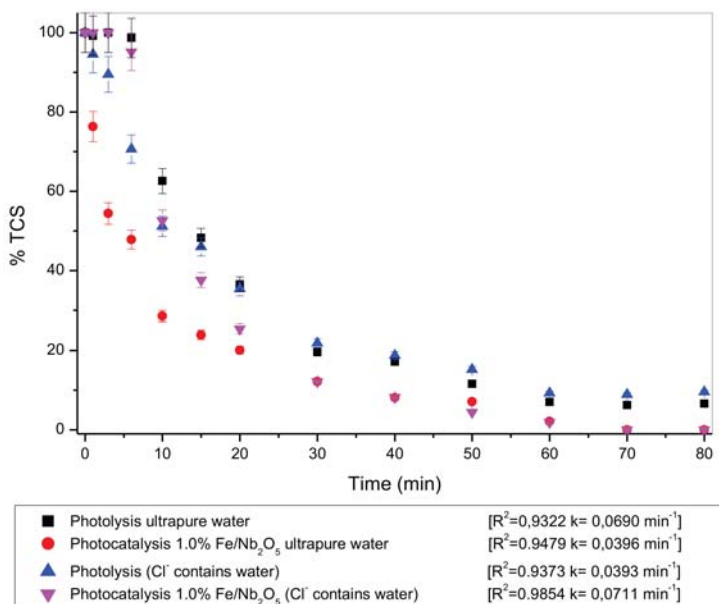 100
80
60
40
20
0
% TCS
0 10 20 30 40 50 60 70 80
Time (min)
Photolysis ultrapure water [R²=0,9322 k= 0,0690 min⁻¹]
Photocatalysis 1.0% Fe/Nb₂O₅ ultrapure water [R²=0.9479 k= 0,0396 min⁻¹]
Photolysis (Cl⁻ contains water) [R²=0.9373 k= 0,0393 min⁻¹]
Photocatalysis 1.0% Fe/Nb₂O₅ (Cl⁻ contains water) [R²=0.9854 k= 0,0711 min⁻¹]